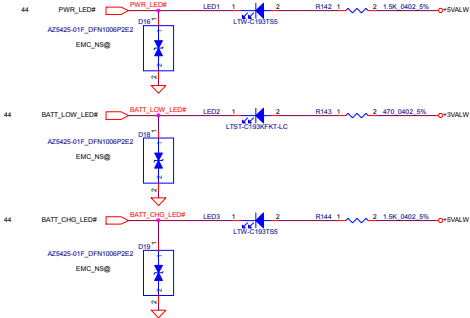 44 PWR_LED# PWR_LED# LED1 1 2 R142 1 2 1.5K_0402_5% +5VALW
D16 LTW-C193TS5
1
AZ5425-01F_DFN1006P2E2
EMC_NS@
2
44 BATT_LOW_LED# BATT_LOW_LED# LED2 1 2 R143 1 2 470_0402_5% +3VALW
D18 LTST-C193KFKT-LC
1
AZ5425-01F_DFN1006P2E2
EMC_NS@
2
44 BATT_CHG_LED# BATT_CHG_LED# LED3 1 2 R144 1 2 1.5K_0402_5% +5VALW
D19 LTW-C193TS5
1
AZ5425-01F_DFN1006P2E2
EMC_NS@
2